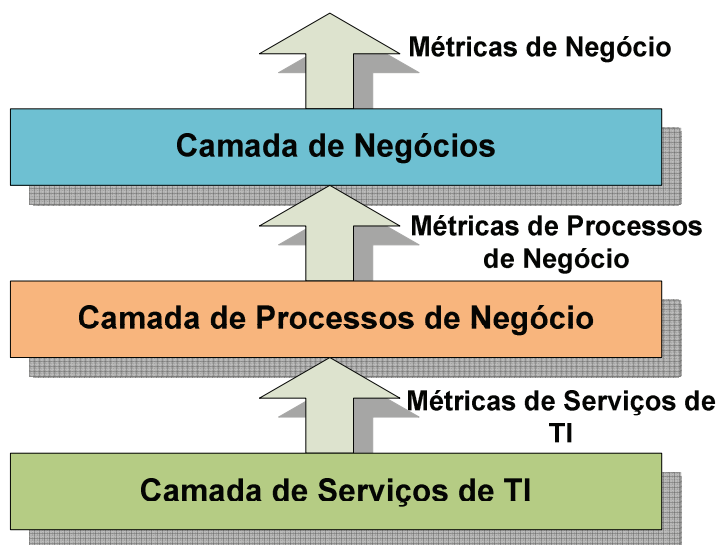 Métricas de Negócio
Camada de Negócios
Métricas de Processos
de Negócio
Camada de Processos de Negócio
Métricas de Serviços de
TI
Camada de Serviços de TI